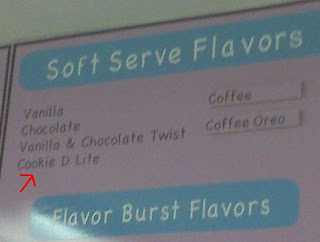 Soft Serve Flavors
Vanilla
Chocolate
Vanilla & Chocolate Twist
Cookie D Lite
Coffee
Coffee Oreo
Flavor Burst Flavors